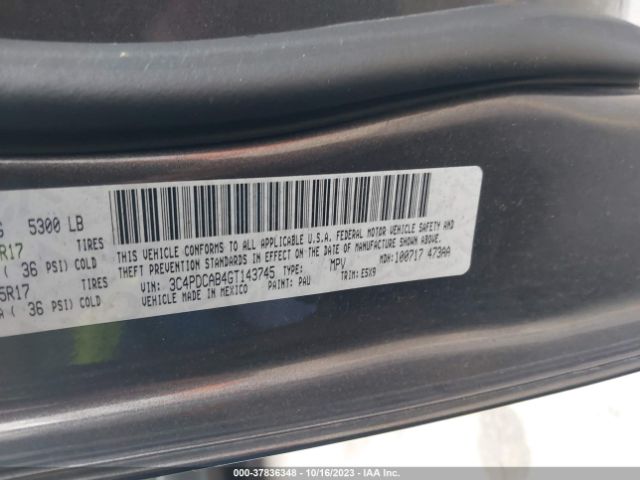 G 5300 LB
R17 TIRES
( 36 PSI) COLD
5R17 TIRES
A ( 36 PSI) COLD
THIS VEHICLE CONFORMS TO ALL APPLICABLE U.S.A. FEDERAL MOTOR VEHICLE SAFETY AND
THEFT PREVENTION STANDARDS IN EFFECT ON THE DATE OF MANUFACTURE SHOWN ABOVE.
VIN: 3C4PDCAB4GT143745 TYPE: MPV MDH: 100717 473AA
VEHICLE MADE IN MEXICO PAINT: PAU TRIM: E5X9
000-37836348 | 10/16/2023 | IAA Inc.